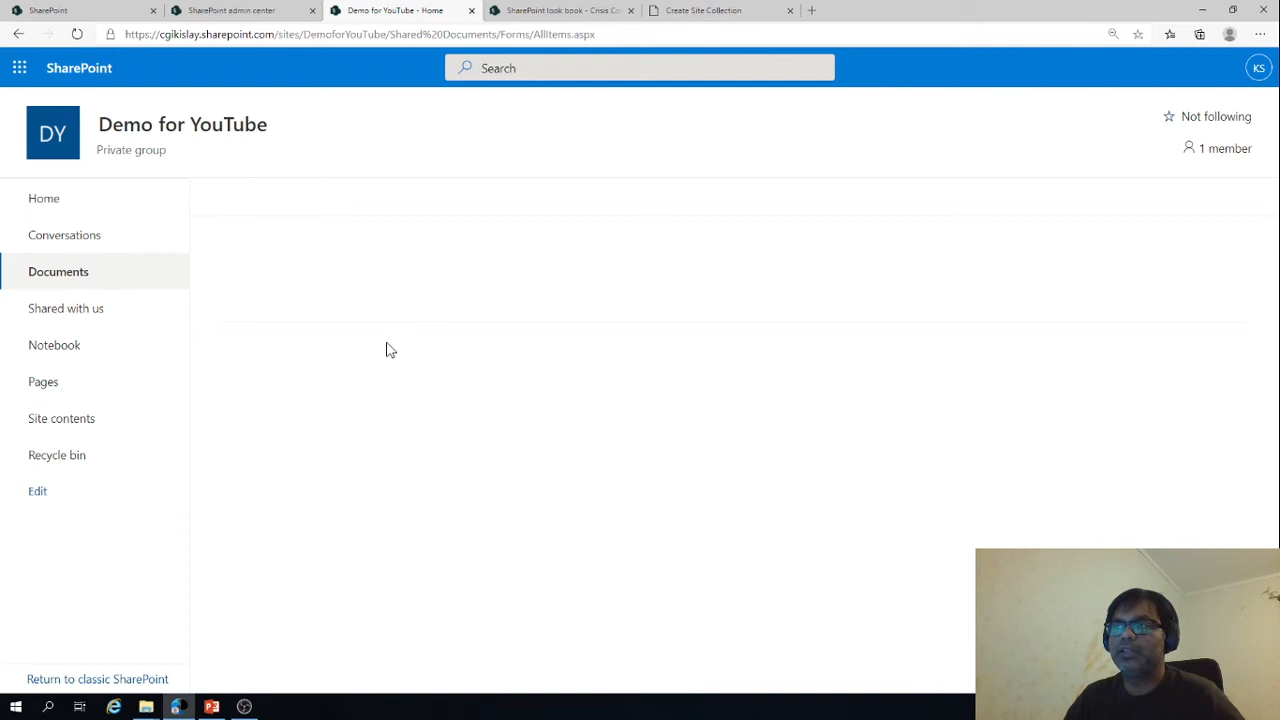 SharePoint
SharePoint admin center
Demo for YouTube - Home
SharePoint look book - Crisis Co
Create Site Collection
https://cgikislay.sharepoint.com/sites/DemoforYouTube/Shared%20Documents/Forms/AllItems.aspx
SharePoint
Search
KS
DY
Demo for YouTube
Private group
Not following
1 member
Home
Conversations
Documents
Shared with us
Notebook
Pages
Site contents
Recycle bin
Edit
Return to classic SharePoint